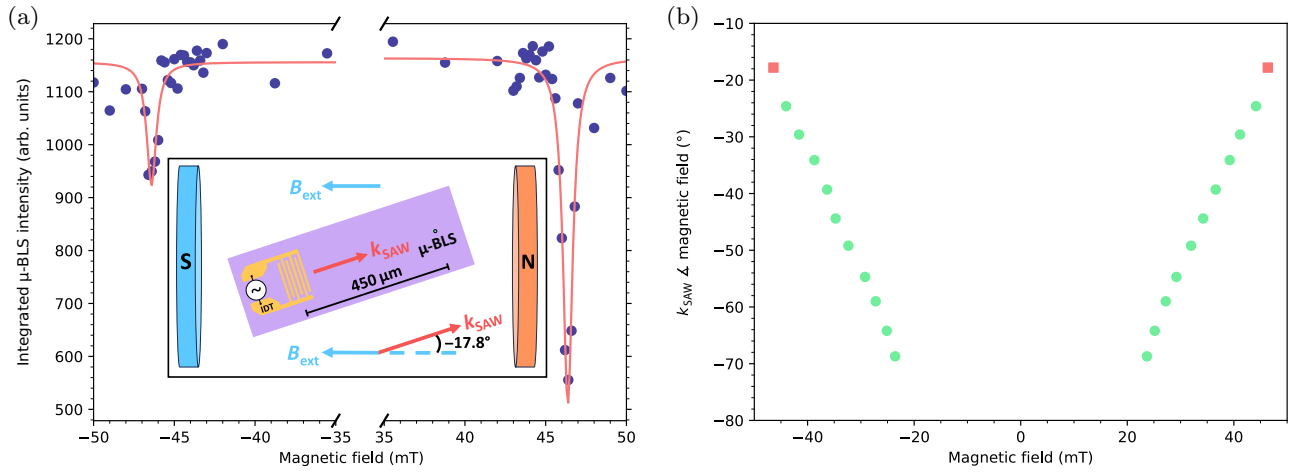 (a)
1200
1100
1000
900
800
700
600
500
Integrated μ-BLS intensity (arb. units)
−50
−45
−40
−35
35
40
45
50
Magnetic field (mT)
S
N
B_ext
k_SAW
μ-BLS
450 μm
~
IDT
k_SAW
B_ext
−17.8°
(b)
−10
−20
−30
−40
−50
−60
−70
−80
k_SAW ∡ magnetic field (°)
−40
−20
0
20
40
Magnetic field (mT)